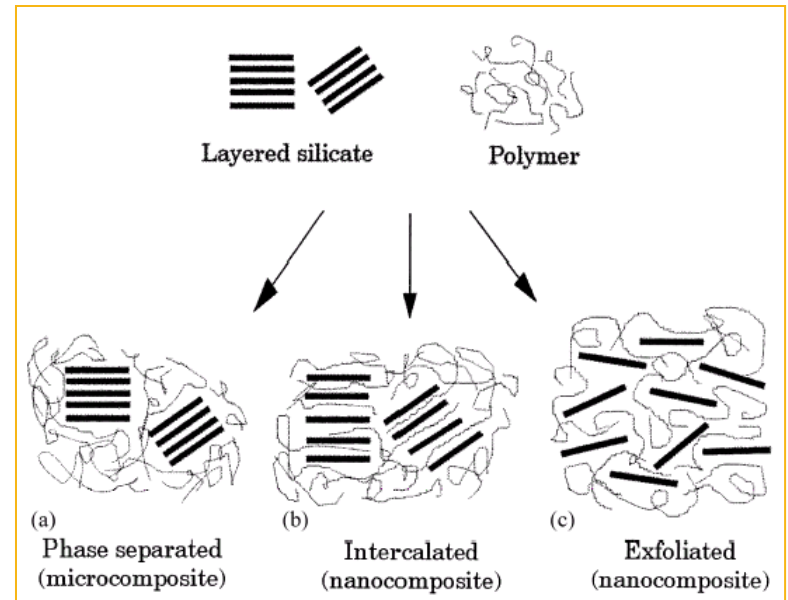 Layered silicate
Polymer
(a)
(b)
(c)
Phase separated
(microcomposite)
Intercalated
(nanocomposite)
Exfoliated
(nanocomposite)